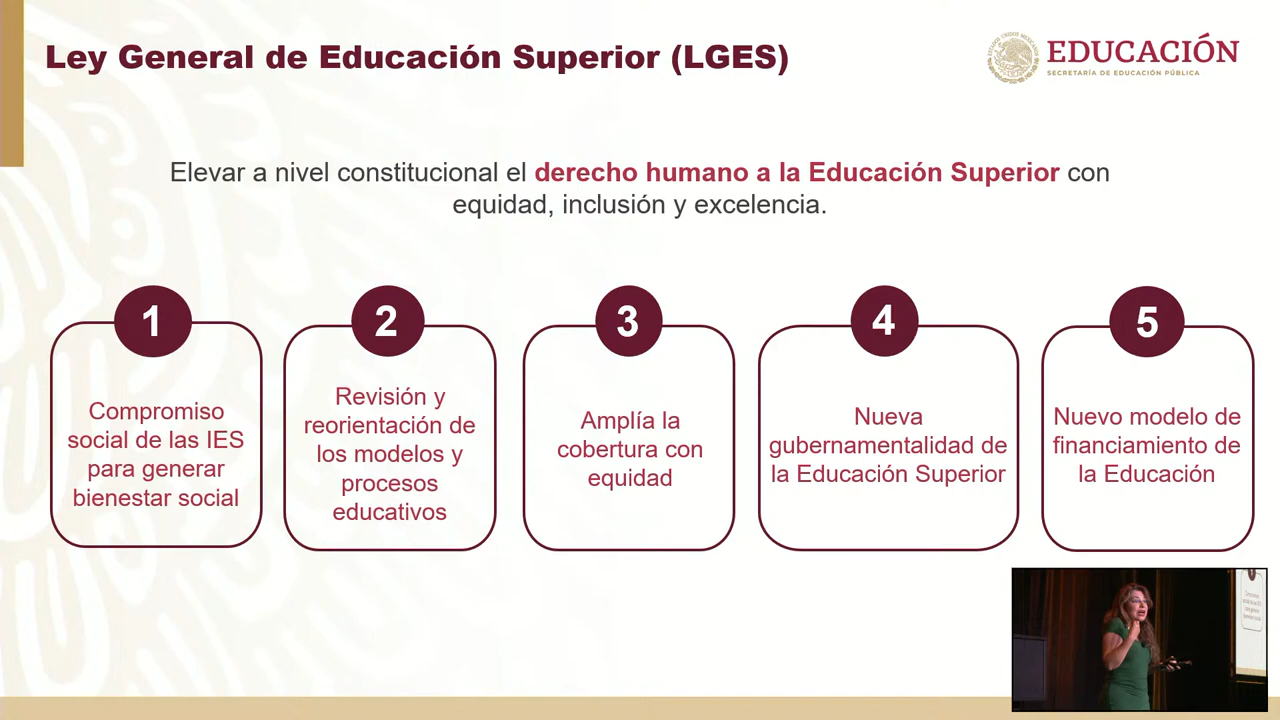 Ley General de Educación Superior (LGES)
ESTADOS UNIDOS MEXICANOS
EDUCACIÓN
SECRETARÍA DE EDUCACIÓN PÚBLICA
Elevar a nivel constitucional el derecho humano a la Educación Superior con
equidad, inclusión y excelencia.
1
Compromiso
social de las IES
para generar
bienestar social
2
Revisión y
reorientación de
los modelos y
procesos
educativos
3
Amplía la
cobertura con
equidad
4
Nueva
gubernamentalidad de
la Educación Superior
5
Nuevo modelo de
financiamiento de
la Educación